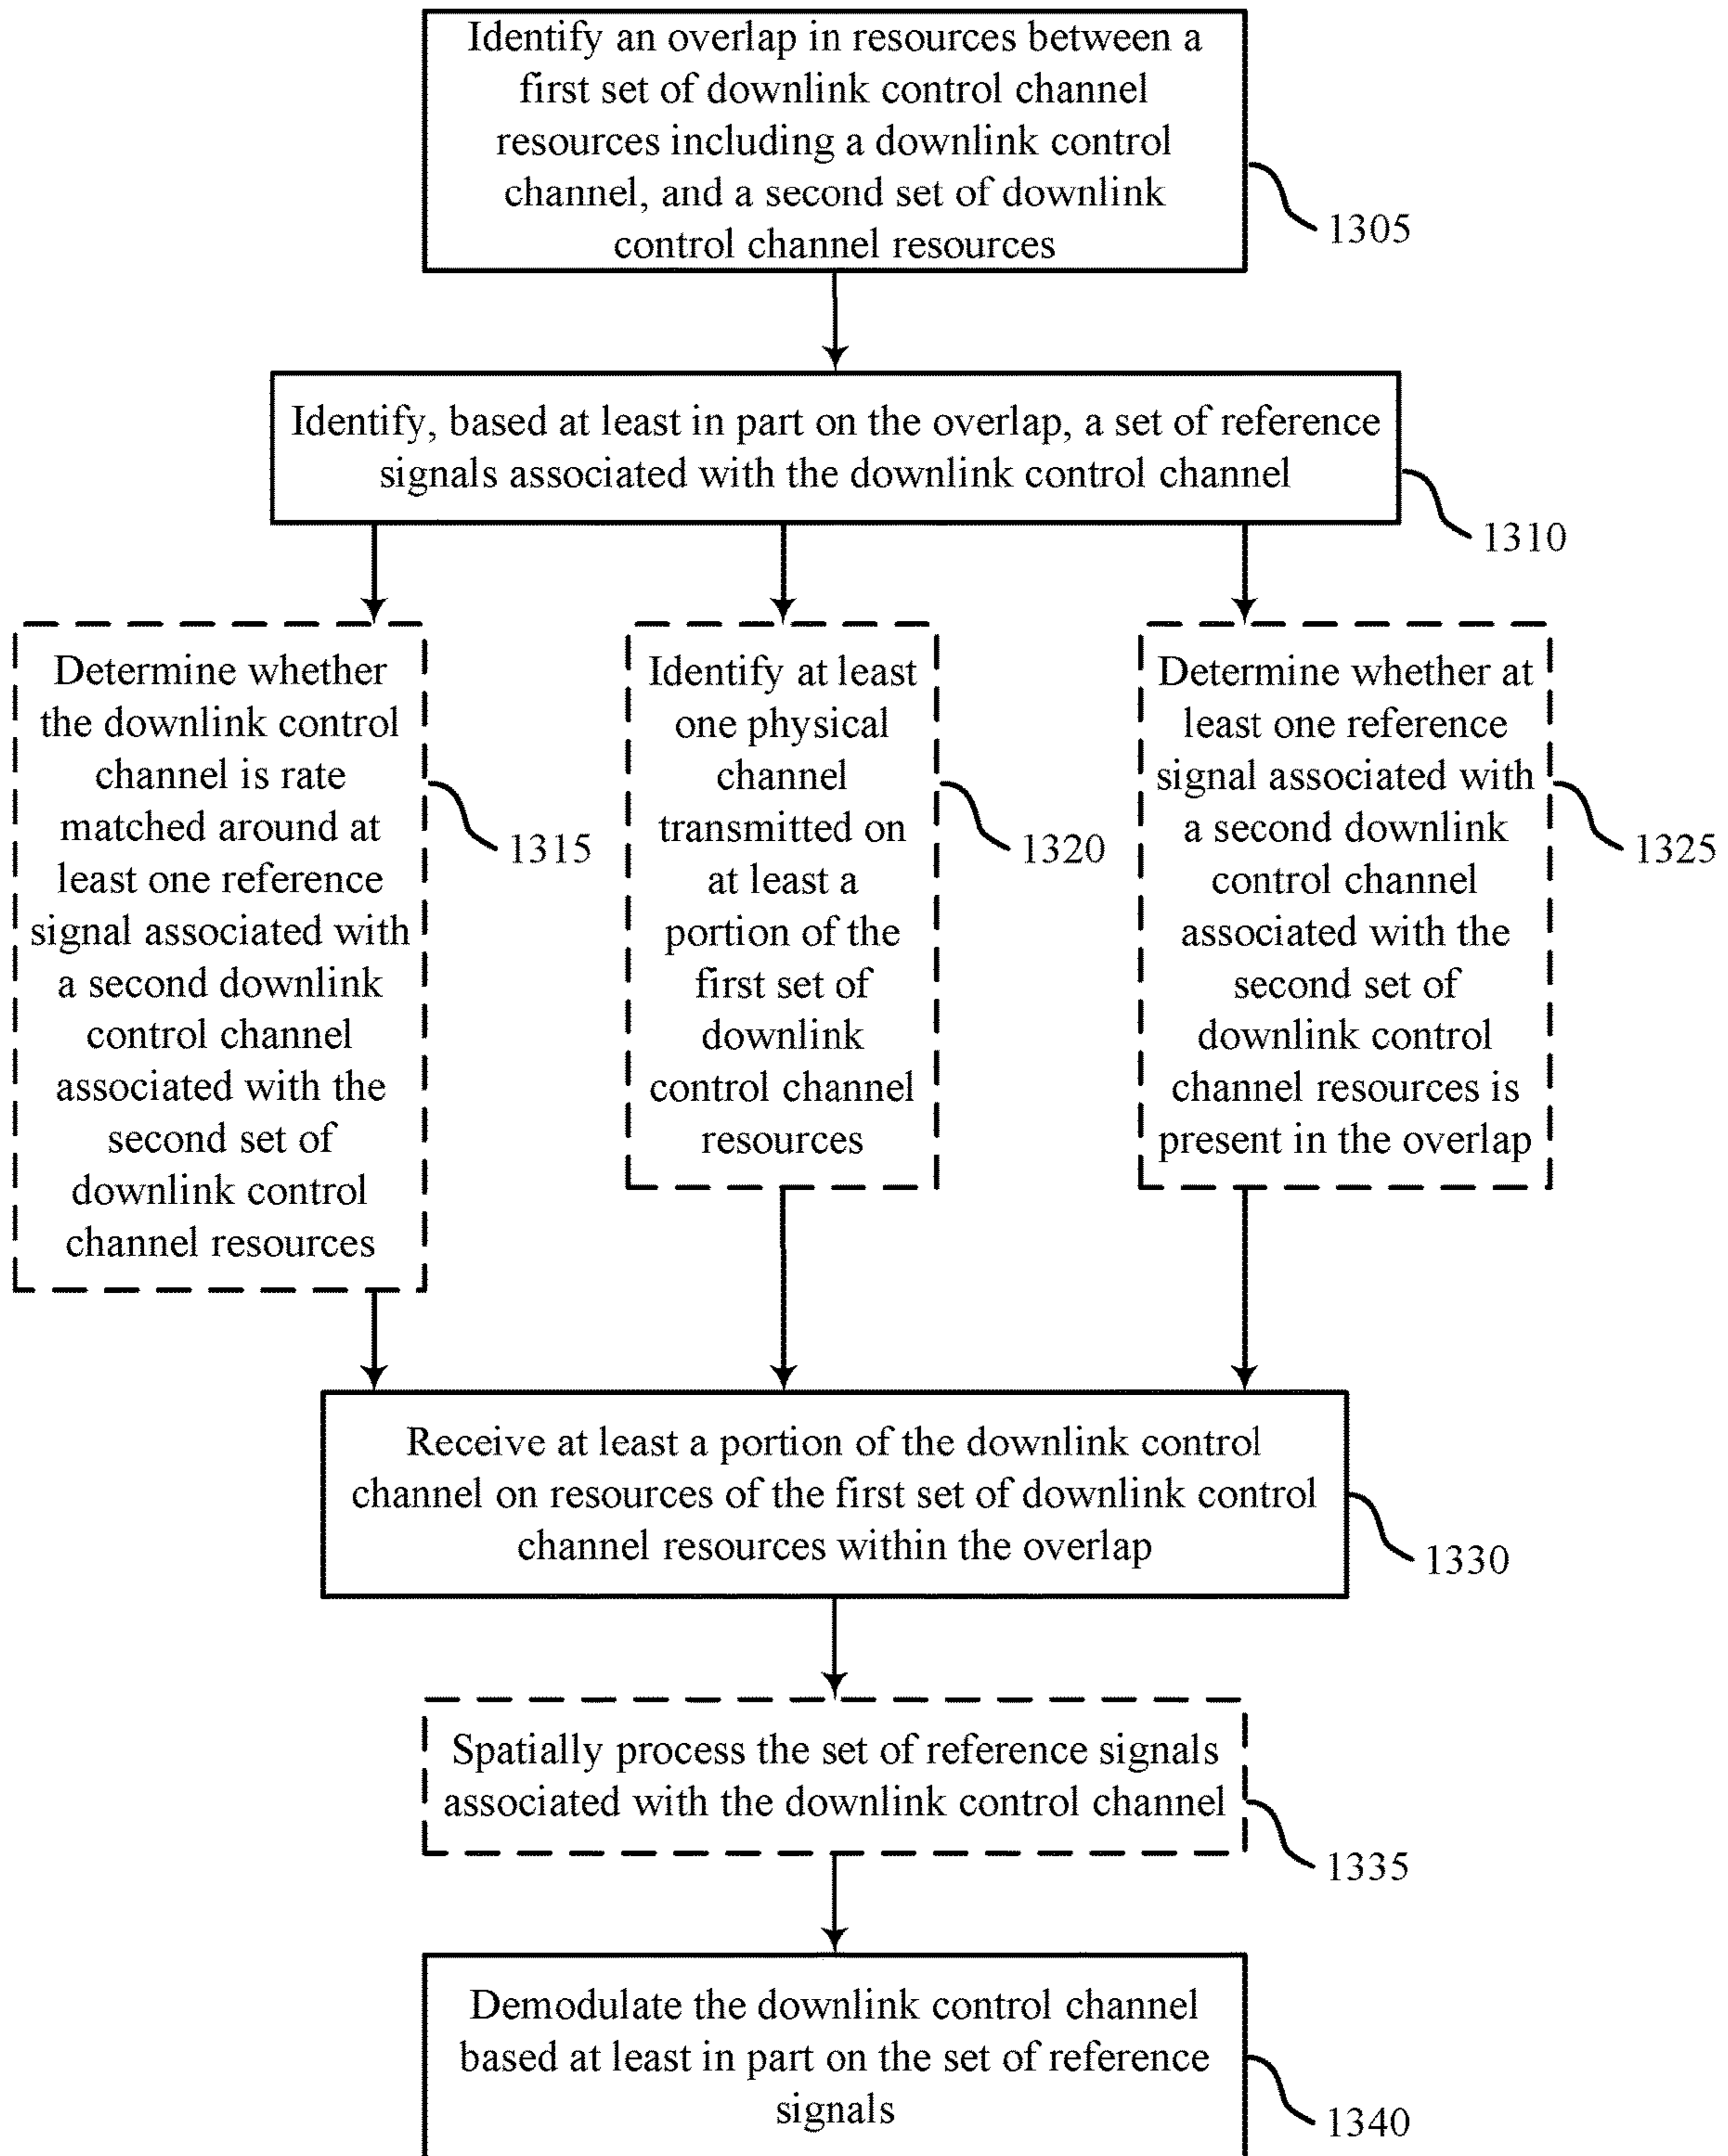 Identify an overlap in resources between a
first set of downlink control channel
resources including a downlink control
channel, and a second set of downlink
control channel resources
1305
Identify, based at least in part on the overlap, a set of reference
signals associated with the downlink control channel
1310
Determine whether
the downlink control
channel is rate
matched around at
least one reference
signal associated with
a second downlink
control channel
associated with the
second set of
downlink control
channel resources
1315
Identify at least
one physical
channel
transmitted on
at least a
portion of the
first set of
downlink
control channel
resources
1320
Determine whether at
least one reference
signal associated with
a second downlink
control channel
associated with the
second set of
downlink control
channel resources is
present in the overlap
1325
Receive at least a portion of the downlink control
channel on resources of the first set of downlink control
channel resources within the overlap
1330
Spatially process the set of reference signals
associated with the downlink control channel
1335
Demodulate the downlink control channel
based at least in part on the set of reference
signals
1340